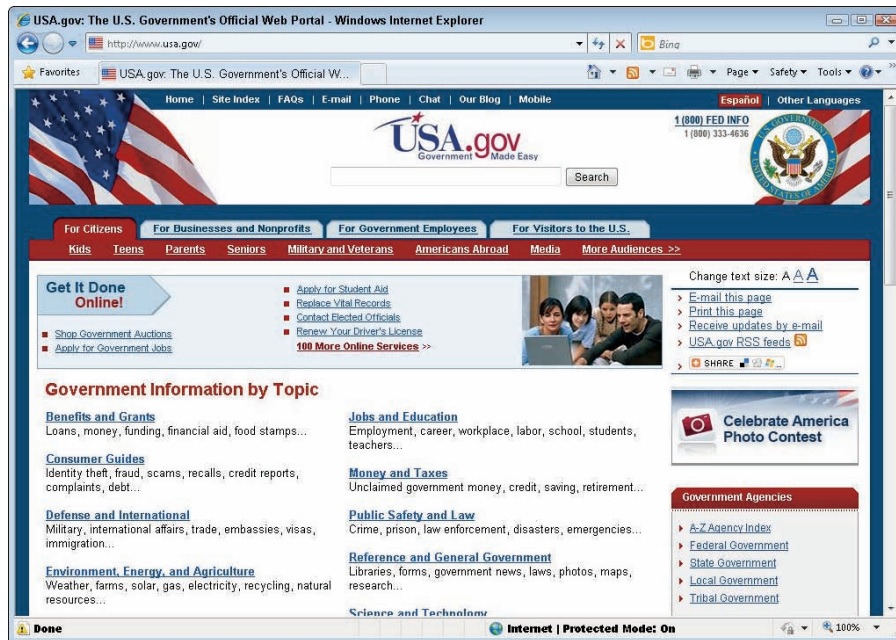 USA.gov: The U.S. Government's Official Web Portal - Windows Internet Explorer
http://www.usa.gov/
Bing
Favorites
USA.gov: The U.S. Government's Official W...
Page
Safety
Tools
Home | Site Index | FAQs | E-mail | Phone | Chat | Our Blog | Mobile
Español | Other Languages
USA.gov
Government Made Easy
1 (800) FED INFO
1 (800) 333-4636
Search
For Citizens
For Businesses and Nonprofits
For Government Employees
For Visitors to the U.S.
Kids Teens Parents Seniors Military and Veterans Americans Abroad Media More Audiences >>
Get It Done
Online!
Shop Government Auctions
Apply for Government Jobs
Apply for Student Aid
Replace Vital Records
Contact Elected Officials
Renew Your Driver's License
100 More Online Services >>
Change text size: A A A
E-mail this page
Print this page
Receive updates by e-mail
USA.gov RSS feeds
SHARE
Celebrate America
Photo Contest
Government Information by Topic
Benefits and Grants
Loans, money, funding, financial aid, food stamps...
Consumer Guides
Identity theft, fraud, scams, recalls, credit reports,
complaints, debt...
Defense and International
Military, international affairs, trade, embassies, visas,
immigration...
Environment, Energy, and Agriculture
Weather, farms, solar, gas, electricity, recycling, natural
resources...
Jobs and Education
Employment, career, workplace, labor, school, students,
teachers...
Money and Taxes
Unclaimed government money, credit, saving, retirement...
Public Safety and Law
Crime, prison, law enforcement, disasters, emergencies...
Reference and General Government
Libraries, forms, government news, laws, photos, maps,
research...
Science and Technology
Government Agencies
A-Z Agency Index
Federal Government
State Government
Local Government
Tribal Government
Done
Internet | Protected Mode: On
100%